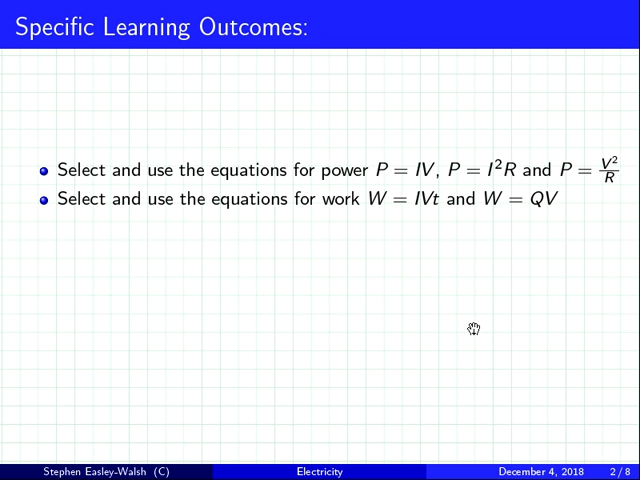 Specific Learning Outcomes:
Select and use the equations for power P = IV, P = I²R and P = V²/R
Select and use the equations for work W = IVt and W = QV
Stephen Easley-Walsh (C) Electricity December 4, 2018 2 / 8